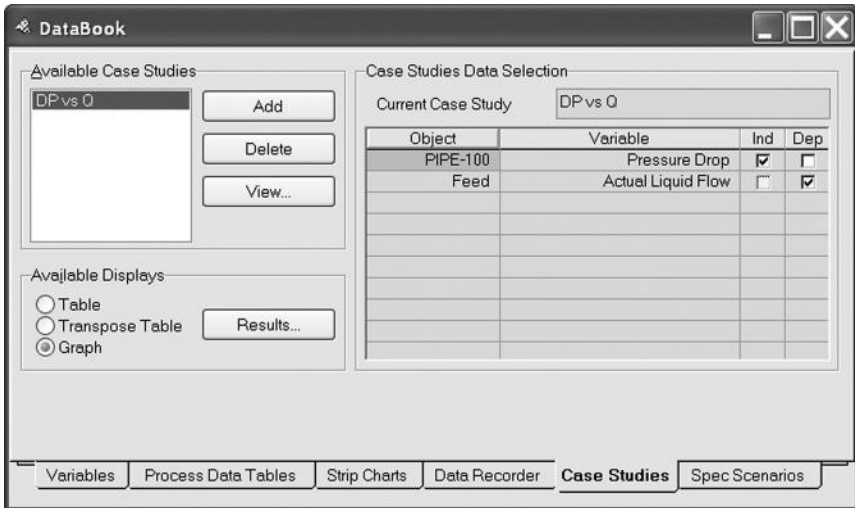 DataBook
Available Case Studies
DP vs Q
Add
Delete
View...
Available Displays
Table
Transpose Table
Graph
Results...
Case Studies Data Selection
Current Case Study DP vs Q
Object Variable Ind Dep
PIPE-100 Pressure Drop
Feed Actual Liquid Flow
Variables Process Data Tables Strip Charts Data Recorder Case Studies Spec Scenarios